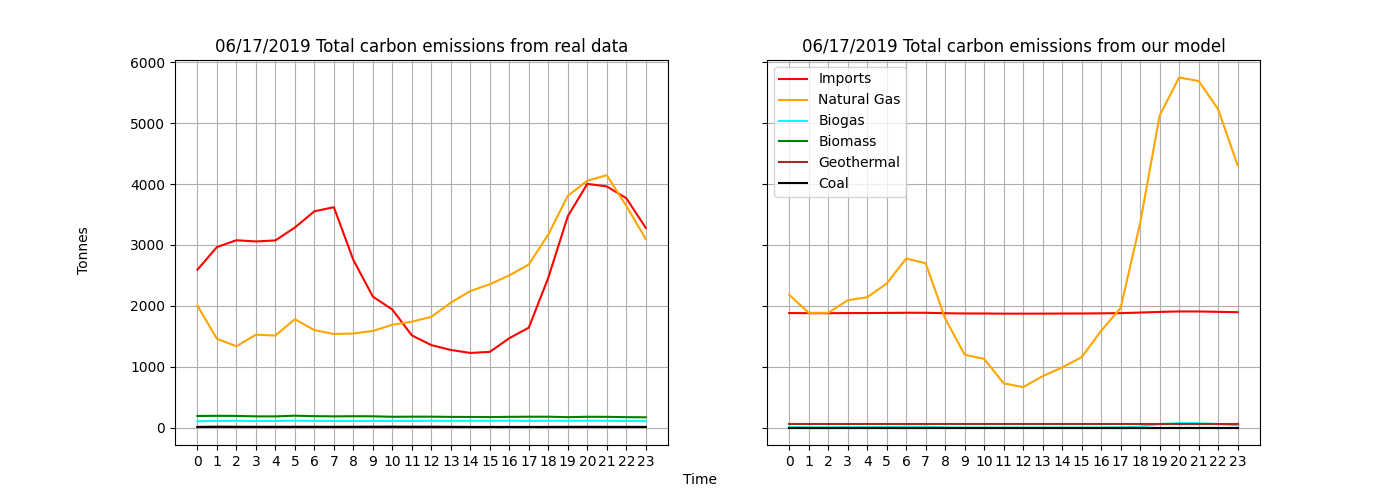 06/17/2019 Total carbon emissions from real data
06/17/2019 Total carbon emissions from our model
6000
5000
4000
3000
2000
1000
0
Tonnes
Imports
Natural Gas
Biogas
Biomass
Geothermal
Coal
0 1 2 3 4 5 6 7 8 9 10 11 12 13 14 15 16 17 18 19 20 21 22 23
0 1 2 3 4 5 6 7 8 9 10 11 12 13 14 15 16 17 18 19 20 21 22 23
Time